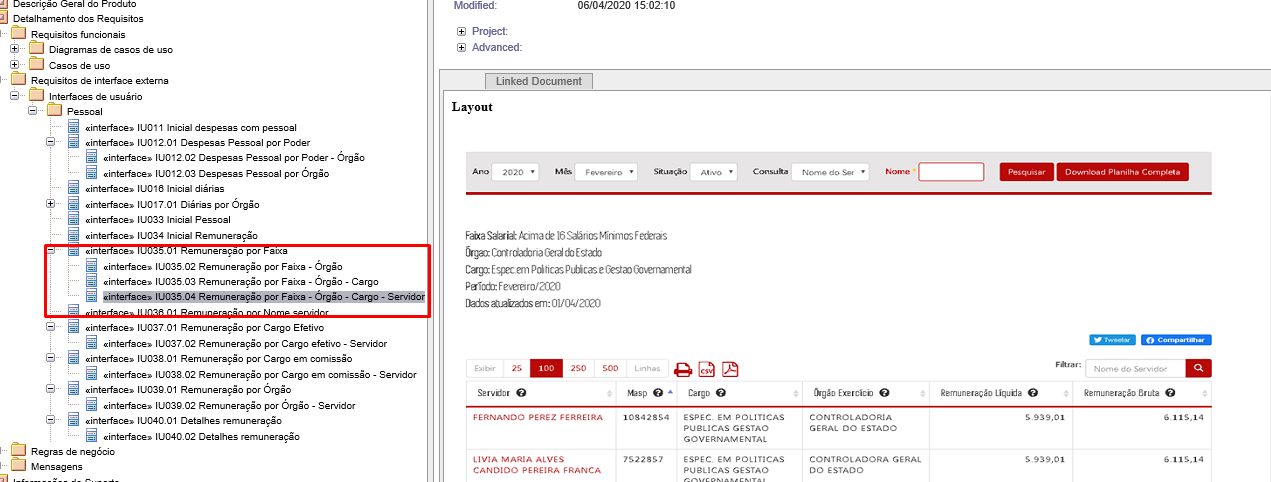 Descrição Geral do Produto
Detalhamento dos Requisitos
Requisitos funcionais
Diagramas de casos de uso
Casos de uso
Requisitos de interface externa
Interfaces de usuário
Pessoal
«interface» IU011 Inicial despesas com pessoal
«interface» IU012.01 Despesas Pessoal por Poder
«interface» IU012.02 Despesas Pessoal por Poder - Órgão
«interface» IU012.03 Despesas Pessoal por Órgão
«interface» IU016 Inicial diárias
«interface» IU017.01 Diárias por Órgão
«interface» IU033 Inicial Pessoal
«interface» IU034 Inicial Remuneração
«interface» IU035.01 Remuneração por Faixa
«interface» IU035.02 Remuneração por Faixa - Órgão
«interface» IU035.03 Remuneração por Faixa - Órgão - Cargo
«interface» IU035.04 Remuneração por Faixa - Órgão - Cargo - Servidor
«interface» IU036.01 Remuneração por Nome servidor
«interface» IU037.01 Remuneração por Cargo Efetivo
«interface» IU037.02 Remuneração por Cargo efetivo - Servidor
«interface» IU038.01 Remuneração por Cargo em comissão
«interface» IU038.02 Remuneração por Cargo em comissão - Servidor
«interface» IU039.01 Remuneração por Órgão
«interface» IU039.02 Remuneração por Órgão - Servidor
«interface» IU040.01 Detalhes remuneração
«interface» IU040.02 Detalhes remuneração
Regras de negócio
Mensagens
Informações de Suporte
Modified: 06/04/2020 15:02:10
Project:
Advanced:
Linked Document
Layout
Ano 2020 Mês Fevereiro Situação Ativo Consulta Nome do Ser Nome * Pesquisar Download Planilha Completa
Faixa Salarial: Acima de 16 Salários Mínimos Federais
Órgao: Controladoria Geral do Estado
Cargo: Espec.em Politicas Publicas e Gestao Governamental
Período: Fevereiro/2020
Dados atualizados em: 01/04/2020
Tweetar Compartilhar
Exibir 25 100 250 500 Linhas CSV Filtrar: Nome do Servidor
Servidor Masp Cargo Órgão Exercício Remuneração Líquida Remuneração Bruta
FERNANDO PEREZ FERREIRA 10842854 ESPEC. EM POLITICAS CONTROLADORIA 5.939,01 6.115,14
PUBLICAS GESTAO GERAL DO ESTADO
GOVERNAMENTAL
LIVIA MARIA ALVES 7522857 ESPEC. EM POLITICAS CONTROLADORA GERAL 5.939,01 6.115,14
CANDIDO PEREIRA FRANCA PUBLICAS GESTAO DO ESTADO
GOVERNAMENTAL